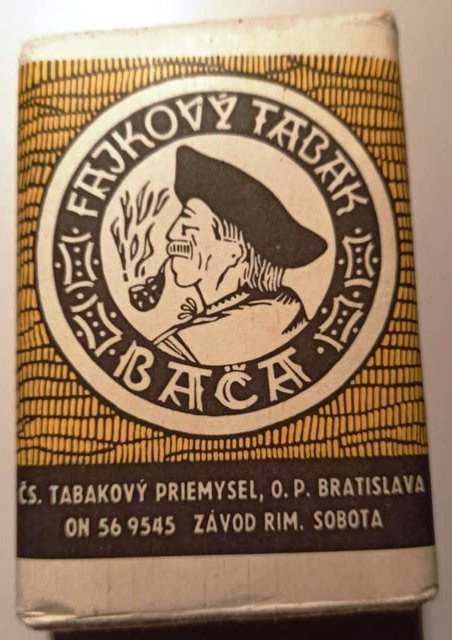 FAJKOVÝ TABAK
BAČA
ČS. TABAKOVÝ PRIEMYSEL, O. P. BRATISLAVA
ON 56 9545 ZÁVOD RIM. SOBOTA